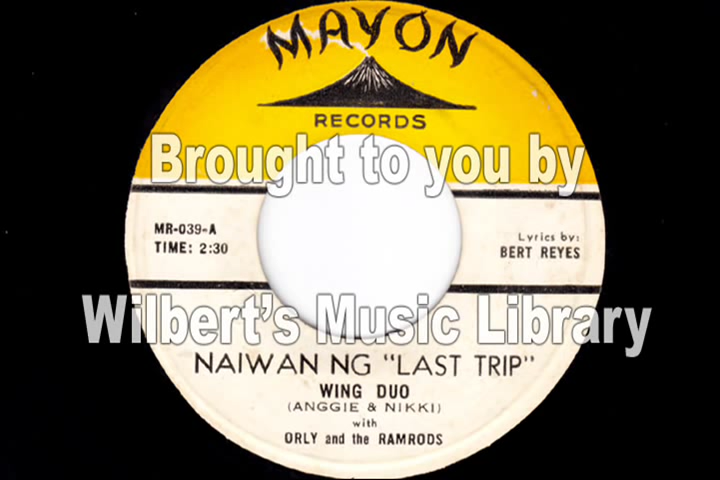 MAYON
RECORDS
Brought to you by
MR-039-A
TIME: 2:30
Lyrics by:
BERT REYES
Wilbert's Music Library
NAIWAN NG "LAST TRIP"
WING DUO
(ANGGIE & NIKKI)
with
ORLY and the RAMRODS